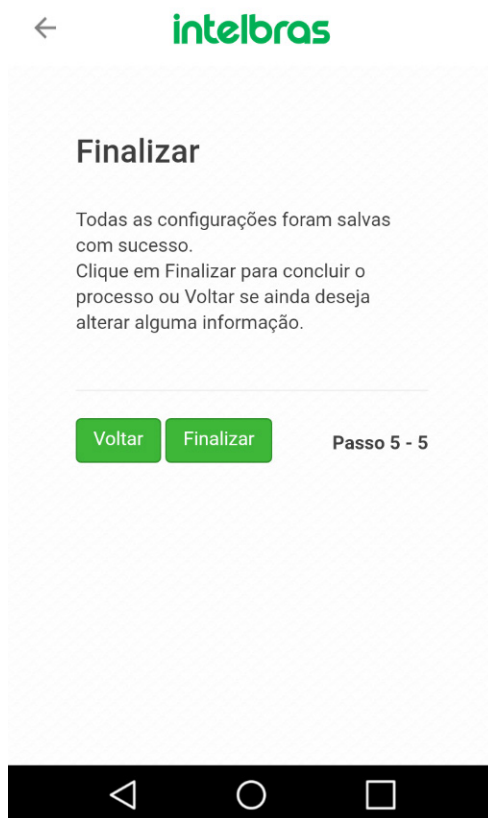 intelbras
Finalizar
Todas as configurações foram salvas
com sucesso.
Clique em Finalizar para concluir o
processo ou Voltar se ainda deseja
alterar alguma informação.
Voltar Finalizar Passo 5 - 5